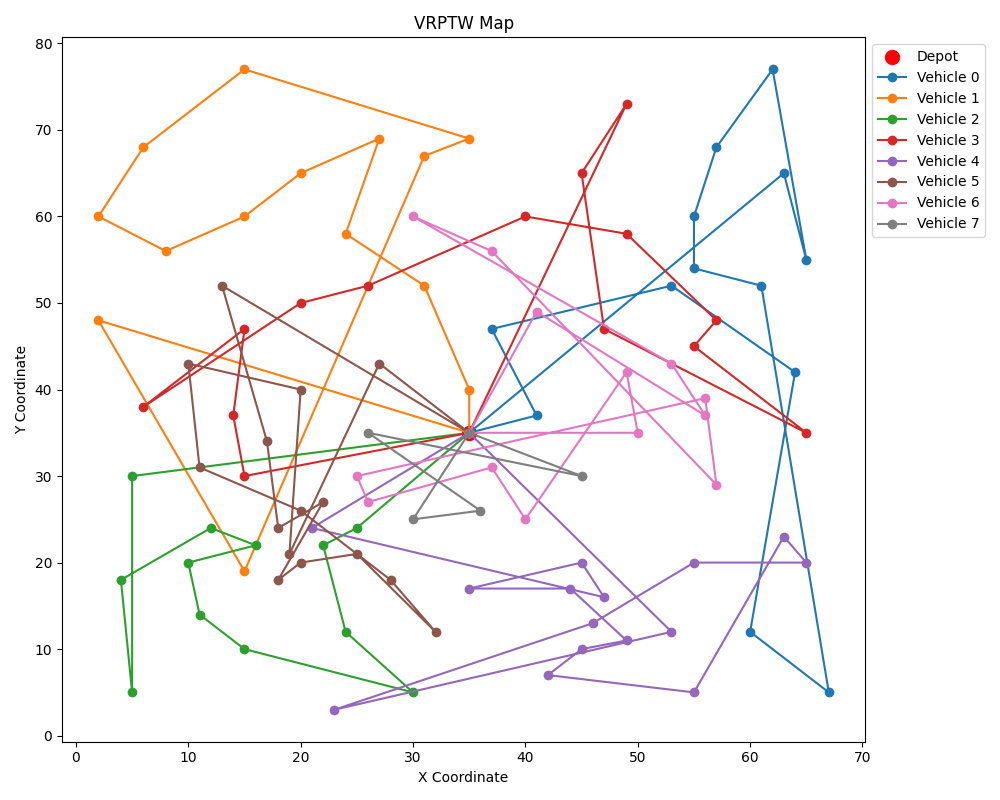 VRPTW Map
Y Coordinate
80
70
60
50
40
30
20
10
0
0 10 20 30 40 50 60 70
X Coordinate
Depot
Vehicle 0
Vehicle 1
Vehicle 2
Vehicle 3
Vehicle 4
Vehicle 5
Vehicle 6
Vehicle 7